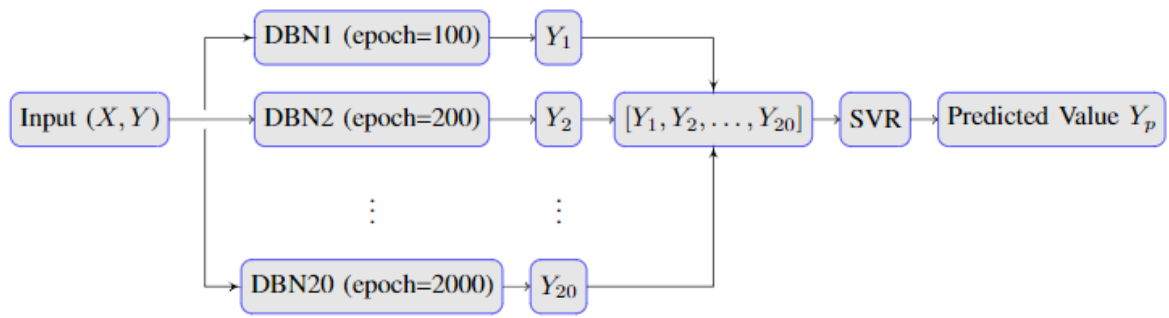 DBN1 (epoch=100)
Y₁
Input (X, Y)
DBN2 (epoch=200)
Y₂
[Y₁, Y₂, . . . , Y₂₀]
SVR
Predicted Value Yₚ
⋮
⋮
DBN20 (epoch=2000)
Y₂₀